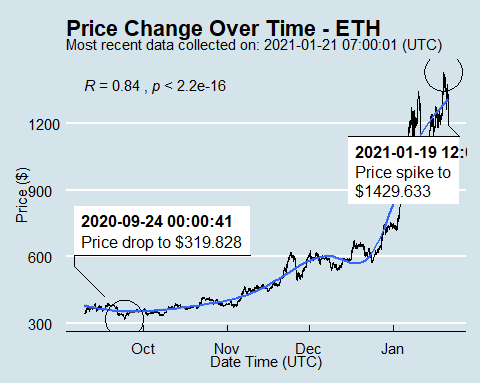 Price Change Over Time - ETH
Most recent data collected on: 2021-01-21 07:00:01 (UTC)
R = 0.84 , p < 2.2e-16
Price ($)
1200
900
600
300
2021-01-19 12:0
Price spike to
$1429.633
2020-09-24 00:00:41
Price drop to $319.828
Oct
Nov
Dec
Jan
Date Time (UTC)